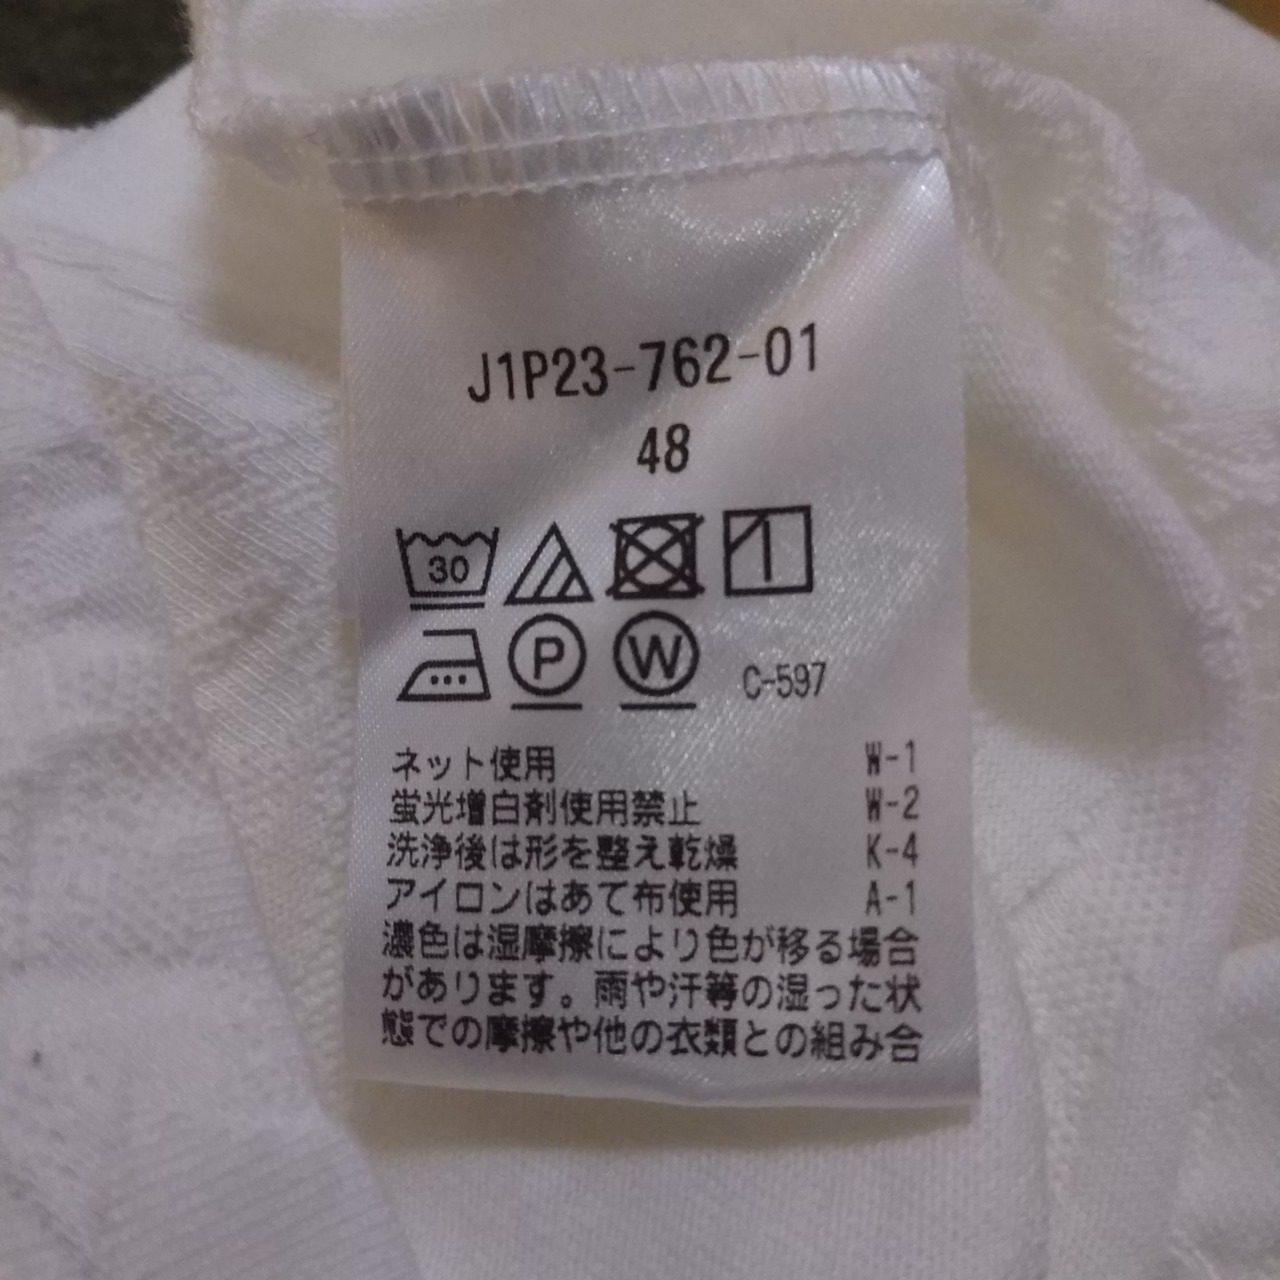 J1P23-762-01
48
30
P W C-597
ネット使用 W-1
蛍光増白剤使用禁止 W-2
洗浄後は形を整え乾燥 K-4
アイロンはあて布使用 A-1
濃色は湿摩擦により色が移る場合
があります。雨や汗等の湿った状
態での摩擦や他の衣類との組み合